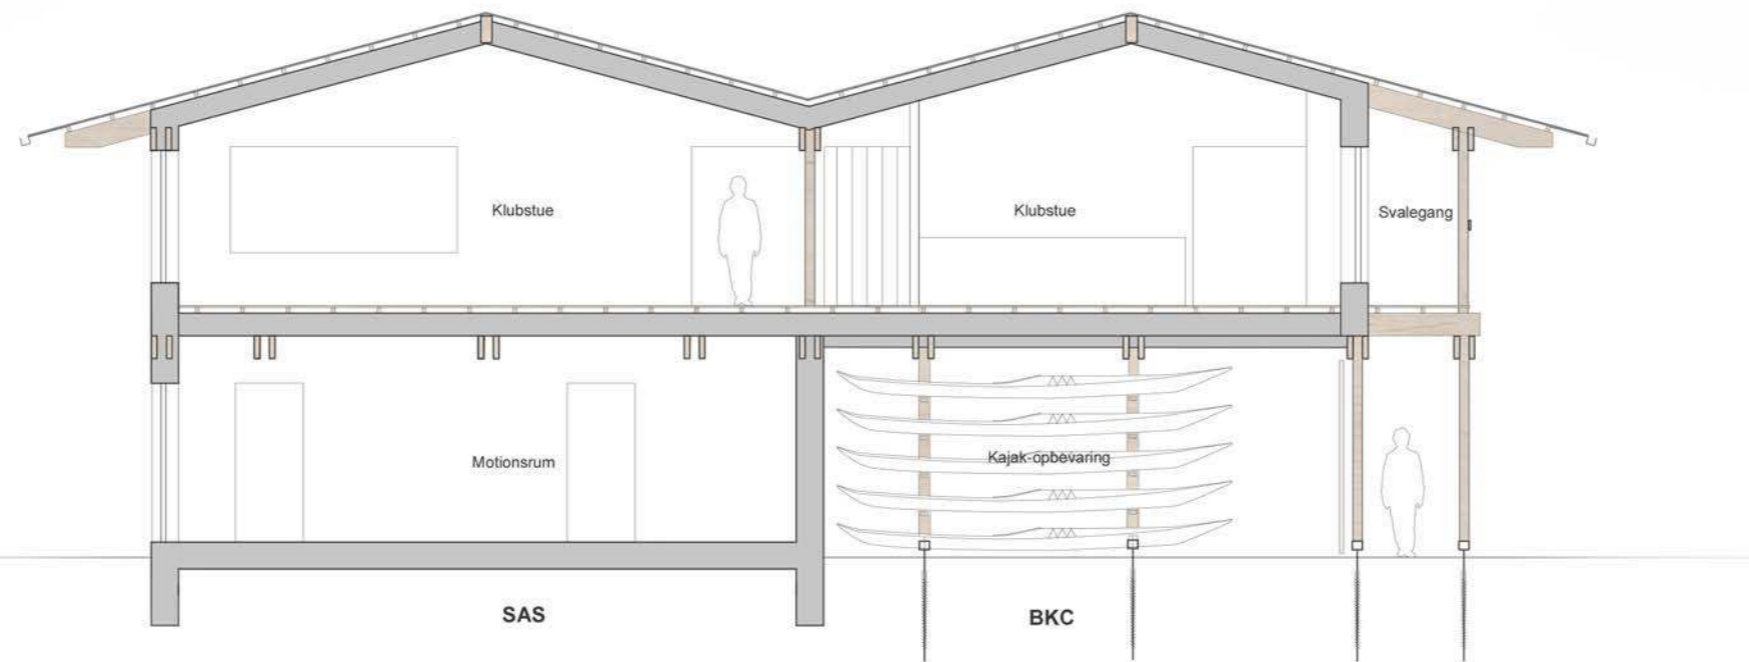 Klubstue
Klubstue
Svalegang
Motionsrum
Kajak-opbevaring
SAS
BKC